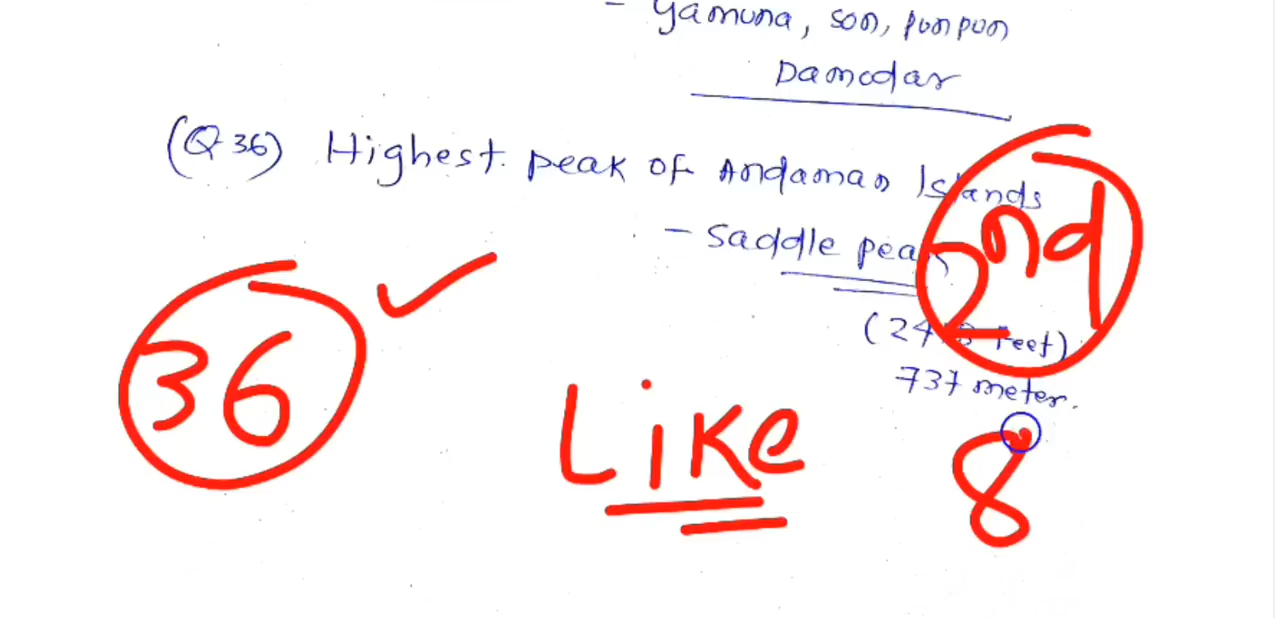 - Yamuna, son, punpun
Damodar
(Q 36) Highest peak of Andaman Islands
- Saddle peak
2nd
36
feet)
737 meter.
Like
8